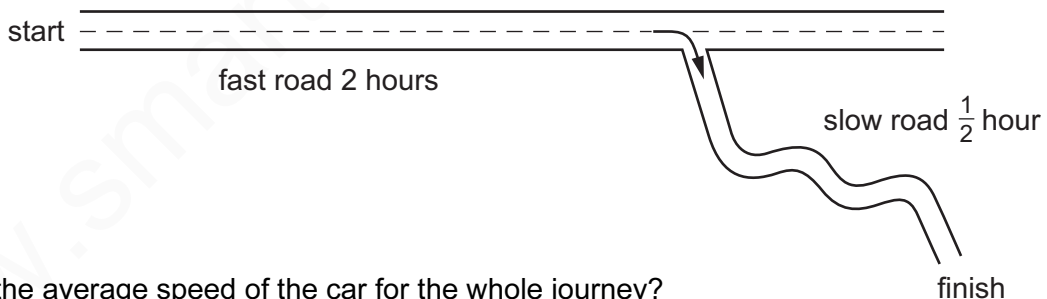 start
fast road 2 hours
slow road 1/2 hour
the average speed of the car for the whole journey?
finish